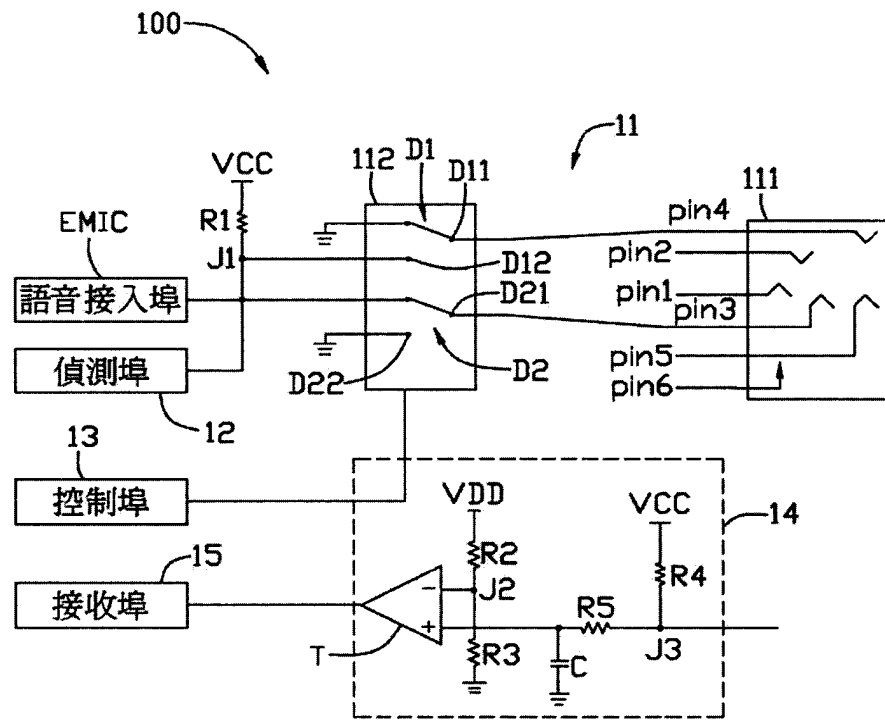 100
11
VCC
112
D1
D11
111
EMIC
R1
pin4
J1
pin2
D12
語音接入埠
D21
pin1
pin3
偵測埠
D22
D2
pin5
pin6
12
13
控制埠
VDD
VCC
14
15
R2
R4
接收埠
-
J2
R5
+
T
R3
C
J3